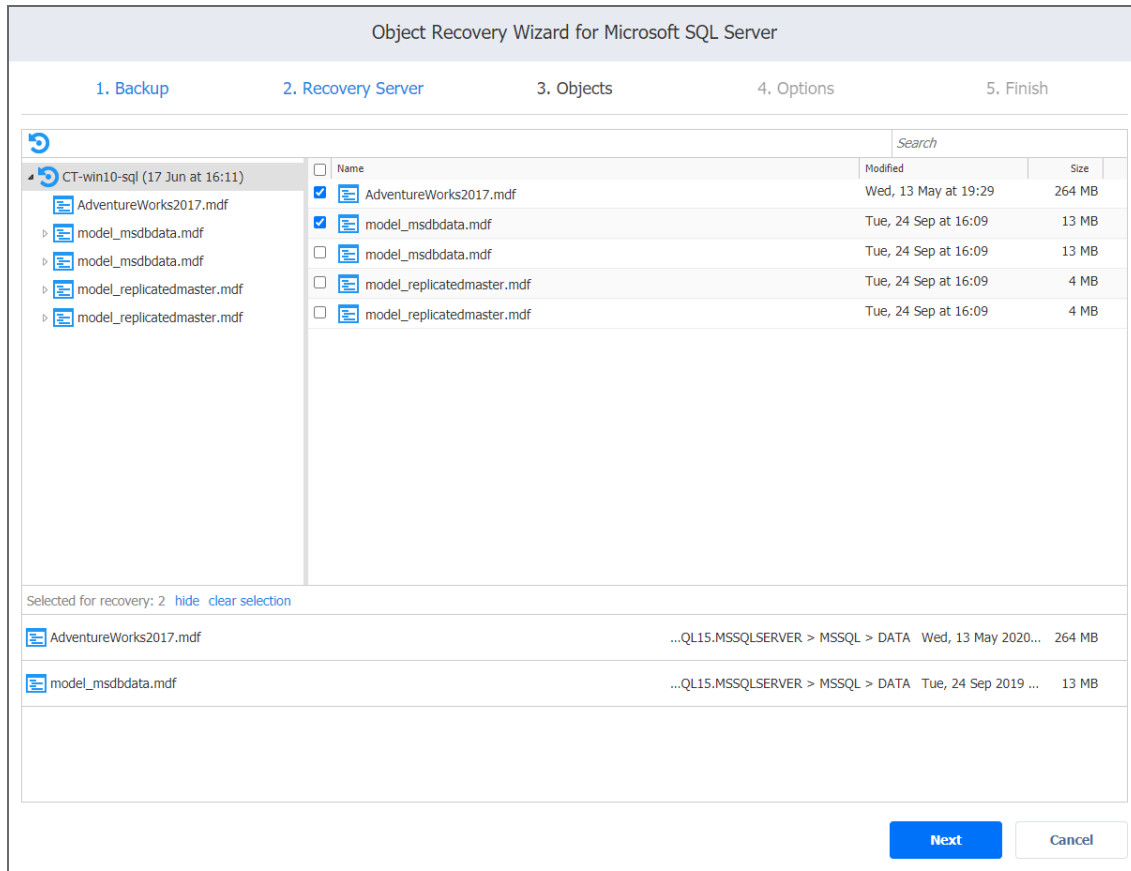 Object Recovery Wizard for Microsoft SQL Server
1. Backup 2. Recovery Server 3. Objects 4. Options 5. Finish
Search
CT-win10-sql (17 Jun at 16:11)
AdventureWorks2017.mdf
model_msdbdata.mdf
model_msdbdata.mdf
model_replicatedmaster.mdf
model_replicatedmaster.mdf
Name Modified Size
AdventureWorks2017.mdf Wed, 13 May at 19:29 264 MB
model_msdbdata.mdf Tue, 24 Sep at 16:09 13 MB
model_msdbdata.mdf Tue, 24 Sep at 16:09 13 MB
model_replicatedmaster.mdf Tue, 24 Sep at 16:09 4 MB
model_replicatedmaster.mdf Tue, 24 Sep at 16:09 4 MB
Selected for recovery: 2 hide clear selection
AdventureWorks2017.mdf ...QL15.MSSQLSERVER > MSSQL > DATA Wed, 13 May 2020... 264 MB
model_msdbdata.mdf ...QL15.MSSQLSERVER > MSSQL > DATA Tue, 24 Sep 2019 ... 13 MB
Next Cancel